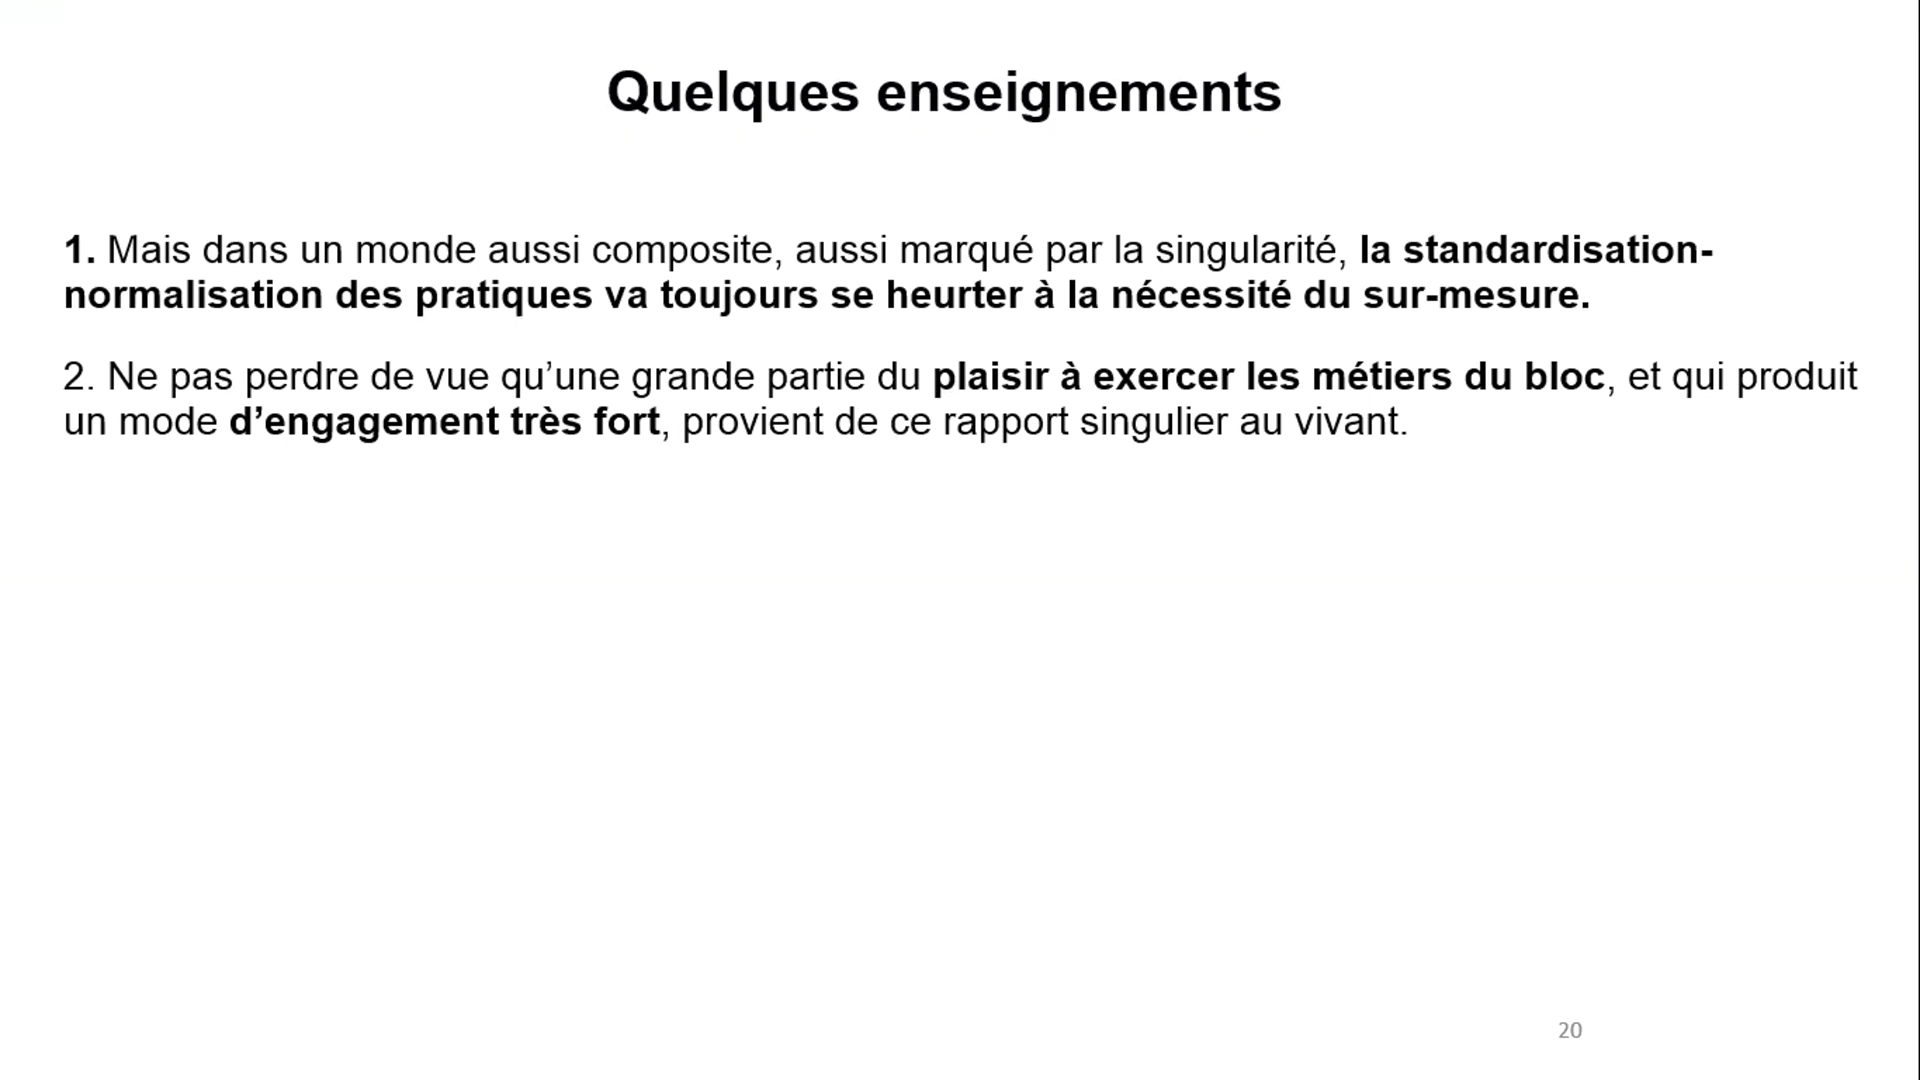 Quelques enseignements
1. Mais dans un monde aussi composite, aussi marqué par la singularité, la standardisation-
normalisation des pratiques va toujours se heurter à la nécessité du sur-mesure.
2. Ne pas perdre de vue qu’une grande partie du plaisir à exercer les métiers du bloc, et qui produit
un mode d’engagement très fort, provient de ce rapport singulier au vivant.
20